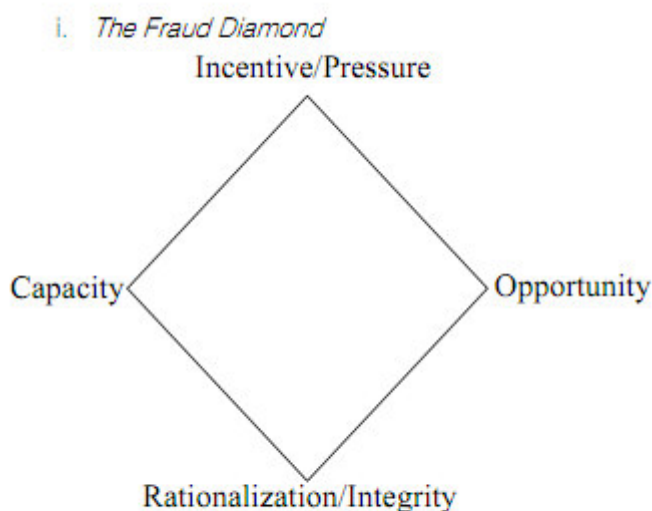 i. The Fraud Diamond
Incentive/Pressure
Capacity
Opportunity
Rationalization/Integrity